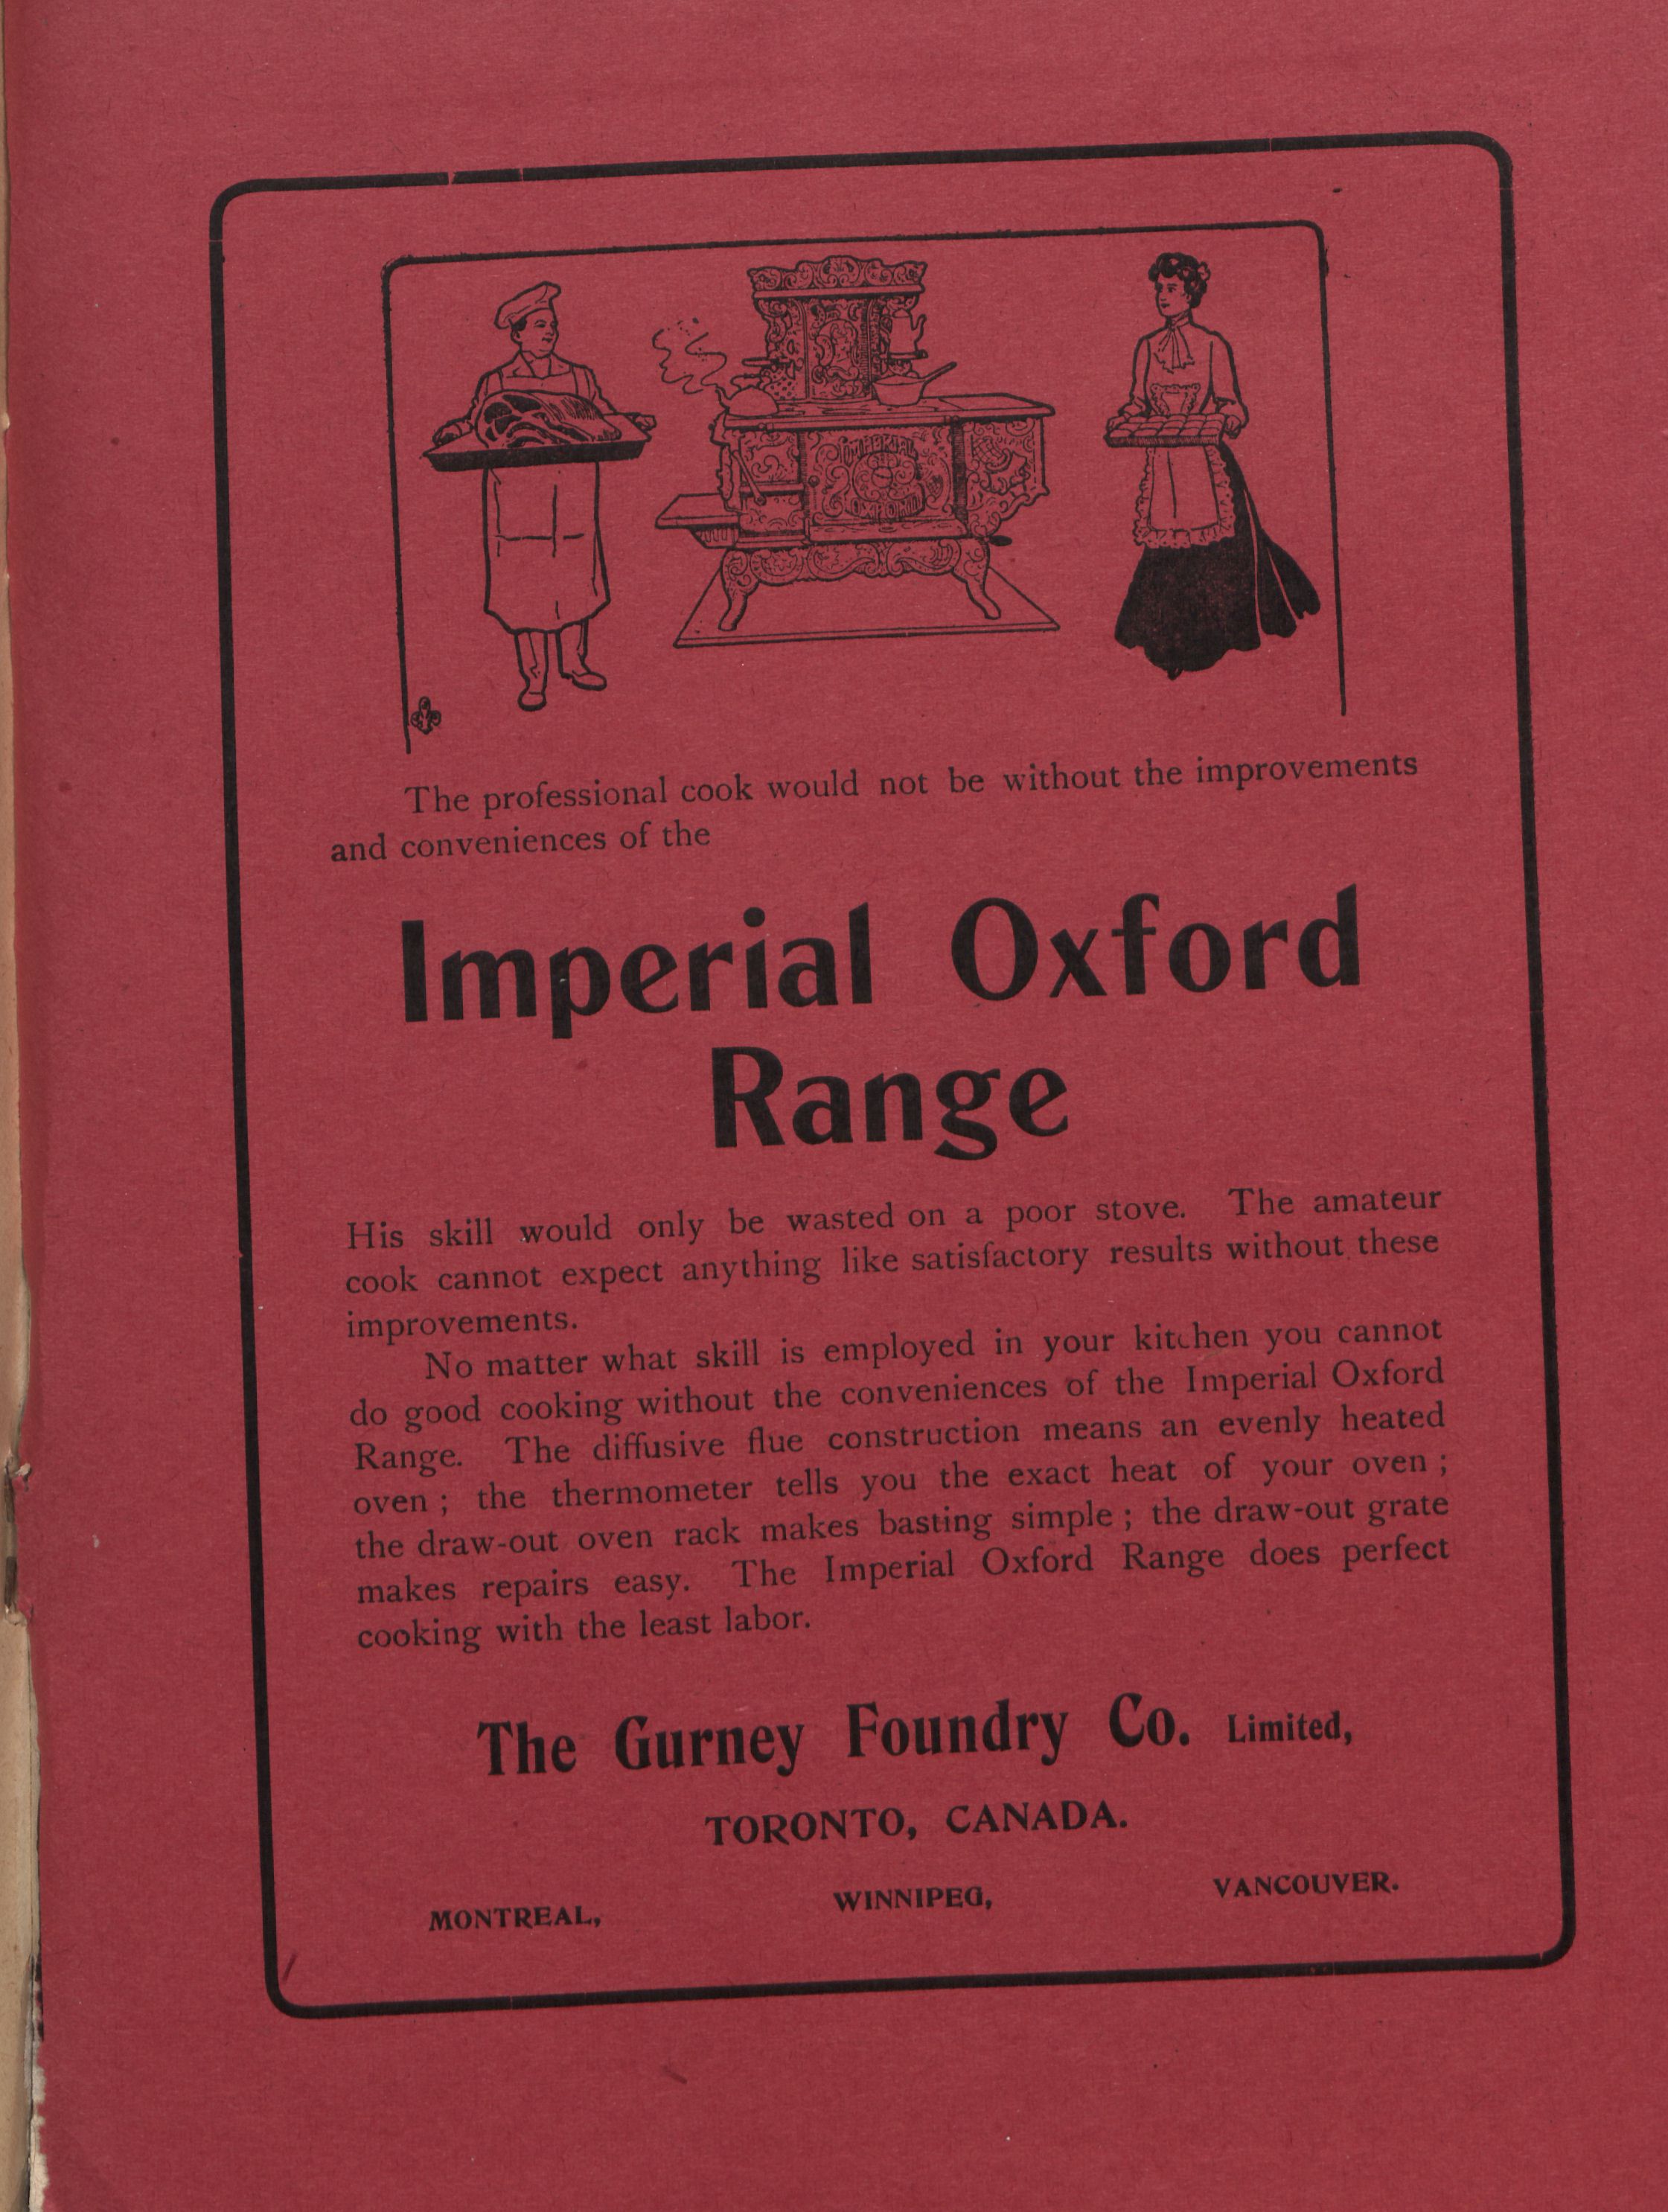 IMPERIAL
OXFORD
The professional cook would not be without the improvements
and conveniences of the
Imperial Oxford
Range
His skill would only be wasted on a poor stove. The amateur
cook cannot expect anything like satisfactory results without these
improvements.
No matter what skill is employed in your kitchen you cannot
do good cooking without the conveniences of the Imperial Oxford
Range. The diffusive flue construction means an evenly heated
oven ; the thermometer tells you the exact heat of your oven ;
the draw-out oven rack makes basting simple ; the draw-out grate
makes repairs easy. The Imperial Oxford Range does perfect
cooking with the least labor.
The Gurney Foundry Co. Limited,
TORONTO, CANADA.
MONTREAL, WINNIPEG, VANCOUVER.